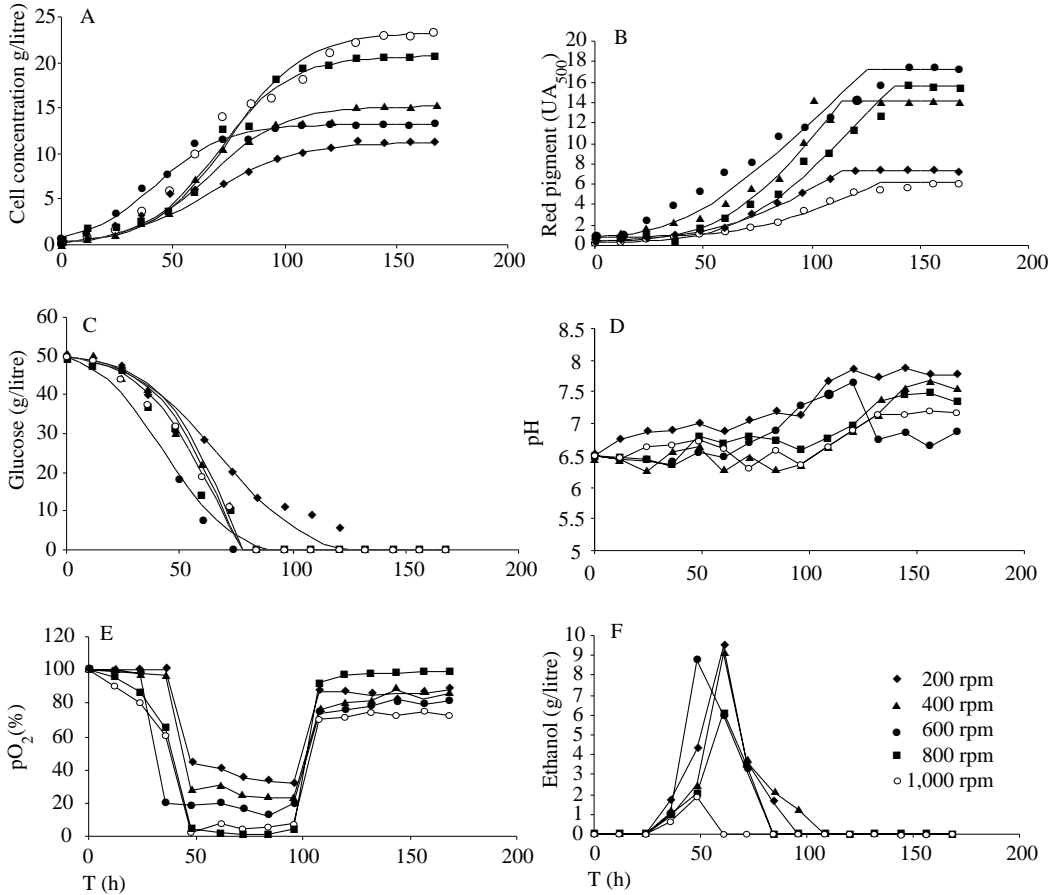 A
Cell concentration g/litre
25
20
15
10
5
0
0 50 100 150 200
B
Red pigment (UA500)
20
18
16
14
12
10
8
6
4
2
0
0 50 100 150 200
C
Glucose (g/litre)
60
50
40
30
20
10
0
0 50 100 150 200
D
pH
8.5
8
7.5
7
6.5
6
5.5
5
0 50 100 150 200
E
pO2(%)
120
100
80
60
40
20
0
0 50 100 150 200
T (h)
F
Ethanol (g/litre)
10
9
8
7
6
5
4
3
2
1
0
0 50 100 150 200
T (h)
200 rpm
400 rpm
600 rpm
800 rpm
1,000 rpm